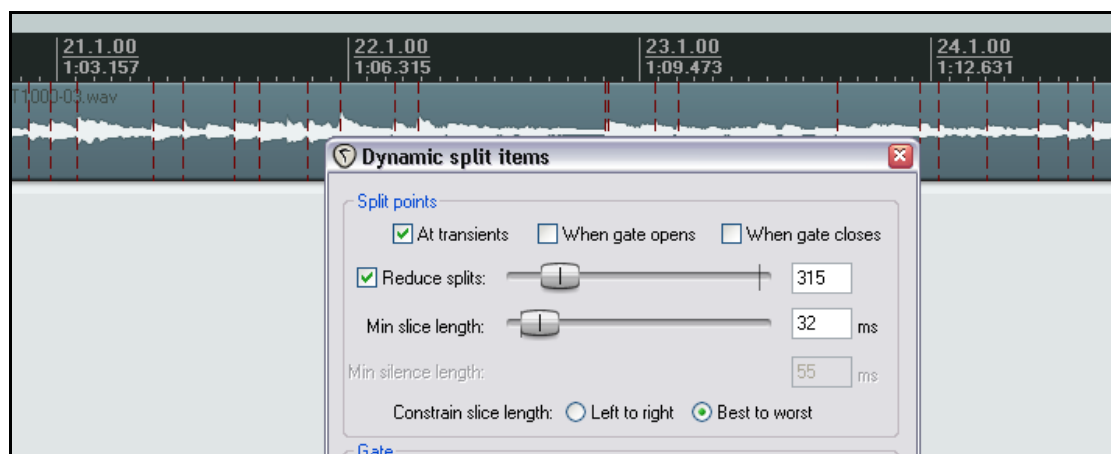 21.1.00 22.1.00 23.1.00 24.1.00
1:03.157 1:06.315 1:09.473 1:12.631
T1000-03.wav
Dynamic split items
Split points
At transients When gate opens When gate closes
Reduce splits: 315
Min slice length: 32 ms
Min silence length: 55 ms
Constrain slice length: Left to right Best to worst
Gate